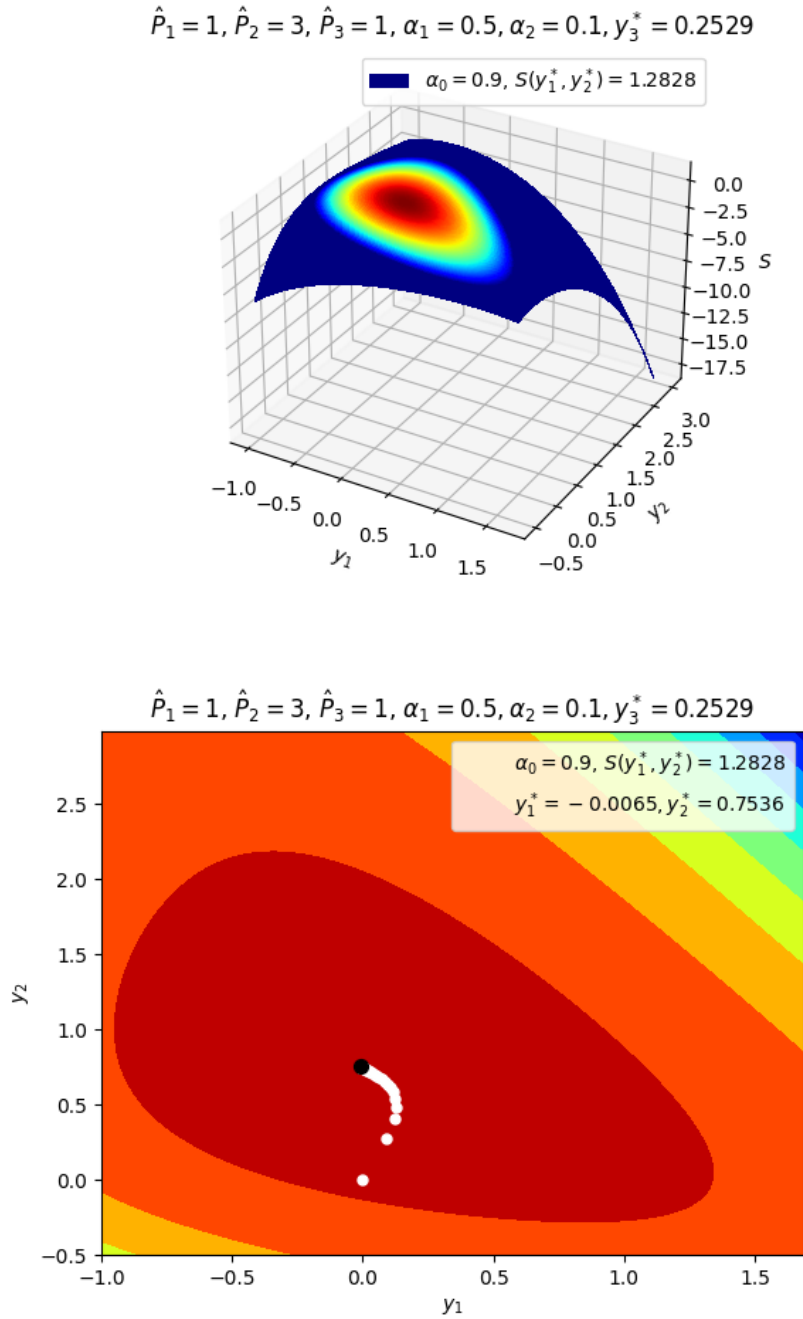 P̂₁ = 1, P̂₂ = 3, P̂₃ = 1, α₁ = 0.5, α₂ = 0.1, y₃* = 0.2529
α₀ = 0.9, S(y₁*, y₂*) = 1.2828
0.0
−2.5
−5.0
−7.5
−10.0
−12.5
−15.0
−17.5
S
3.0
2.5
2.0
1.5
1.0
0.5
0.0
−0.5
y₂
−1.0
−0.5
0.0
0.5
1.0
1.5
y₁
P̂₁ = 1, P̂₂ = 3, P̂₃ = 1, α₁ = 0.5, α₂ = 0.1, y₃* = 0.2529
α₀ = 0.9, S(y₁*, y₂*) = 1.2828
y₁* = −0.0065, y₂* = 0.7536
2.5
2.0
1.5
1.0
0.5
0.0
−0.5
y₂
−1.0 −0.5 0.0 0.5 1.0 1.5
y₁